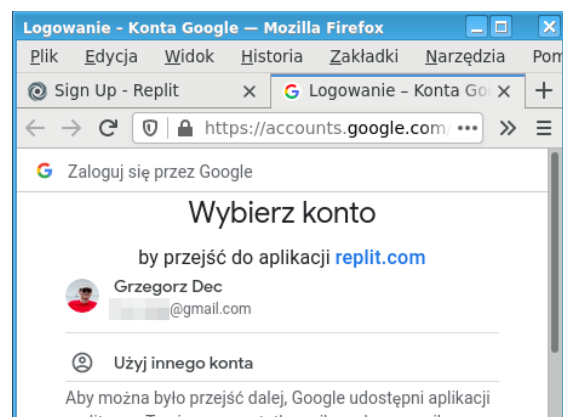 Logowanie - Konta Google — Mozilla Firefox
Plik Edycja Widok Historia Zakładki Narzędzia
Sign Up - Replit
Logowanie – Konta
https://accounts.google.com/
Zaloguj się przez Google
Wybierz konto
by przejść do aplikacji replit.com
Grzegorz Dec
@gmail.com
Użyj innego konta
Aby można było przejść dalej, Google udostępni aplikacji